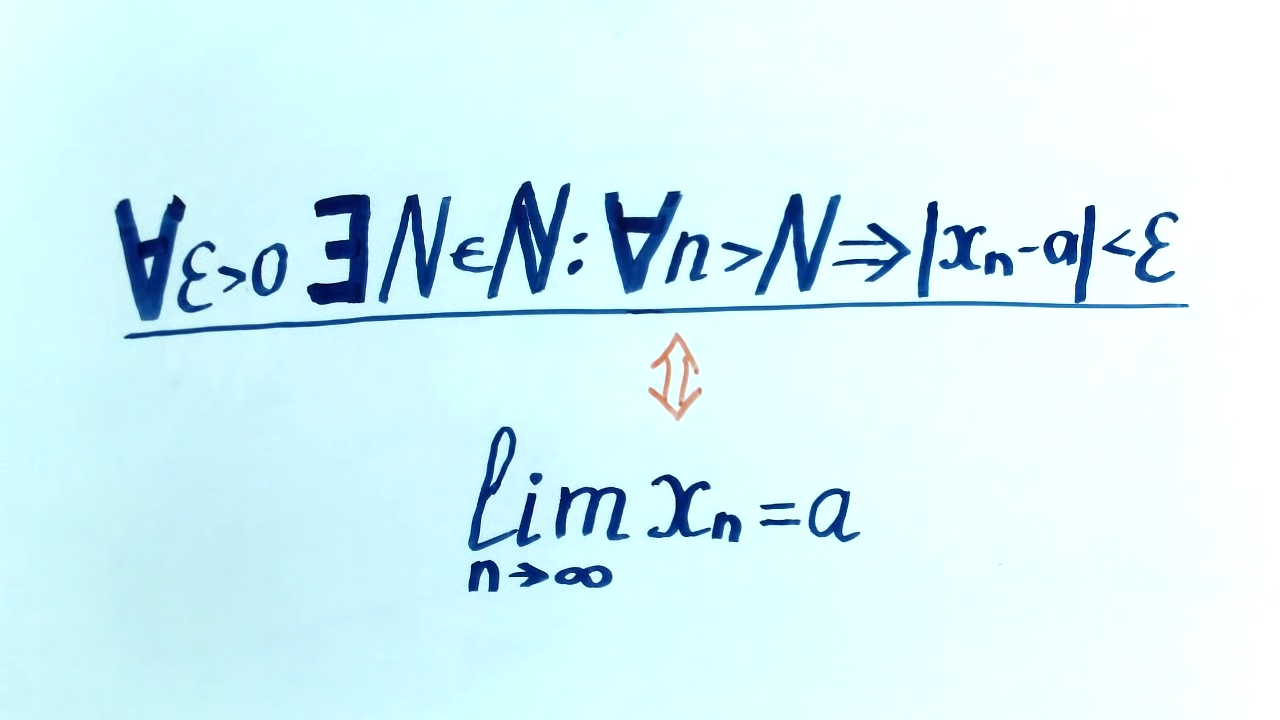 ∀ε>0 ∃N∈ℕ: ∀n>N⇒|xₙ-a|<ε
⇕
lim xₙ=a
n→∞